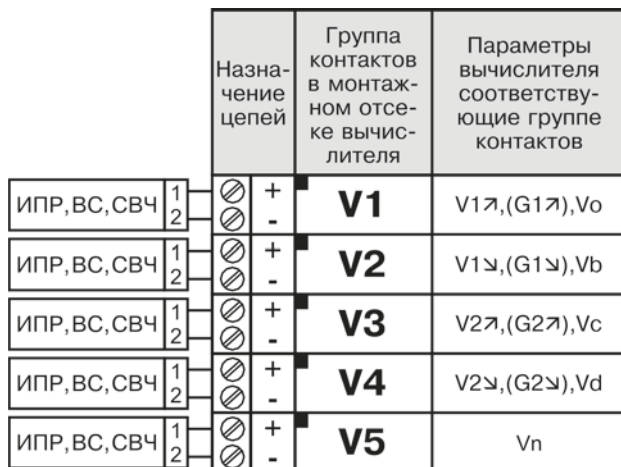 Назна-
чение
цепей
Группа
контактов
в монтаж-
ном отсе-
ке вычис-
лителя
Параметры
вычислителя
соответству-
ющие группе
контактов
ИПР,ВС,СВЧ 1 + V1 V1↗,(G1↗),Vo
2 -
ИПР,ВС,СВЧ 1 + V2 V1↘,(G1↘),Vb
2 -
ИПР,ВС,СВЧ 1 + V3 V2↗,(G2↗),Vc
2 -
ИПР,ВС,СВЧ 1 + V4 V2↘,(G2↘),Vd
2 -
ИПР,ВС,СВЧ 1 + V5 Vn
2 -